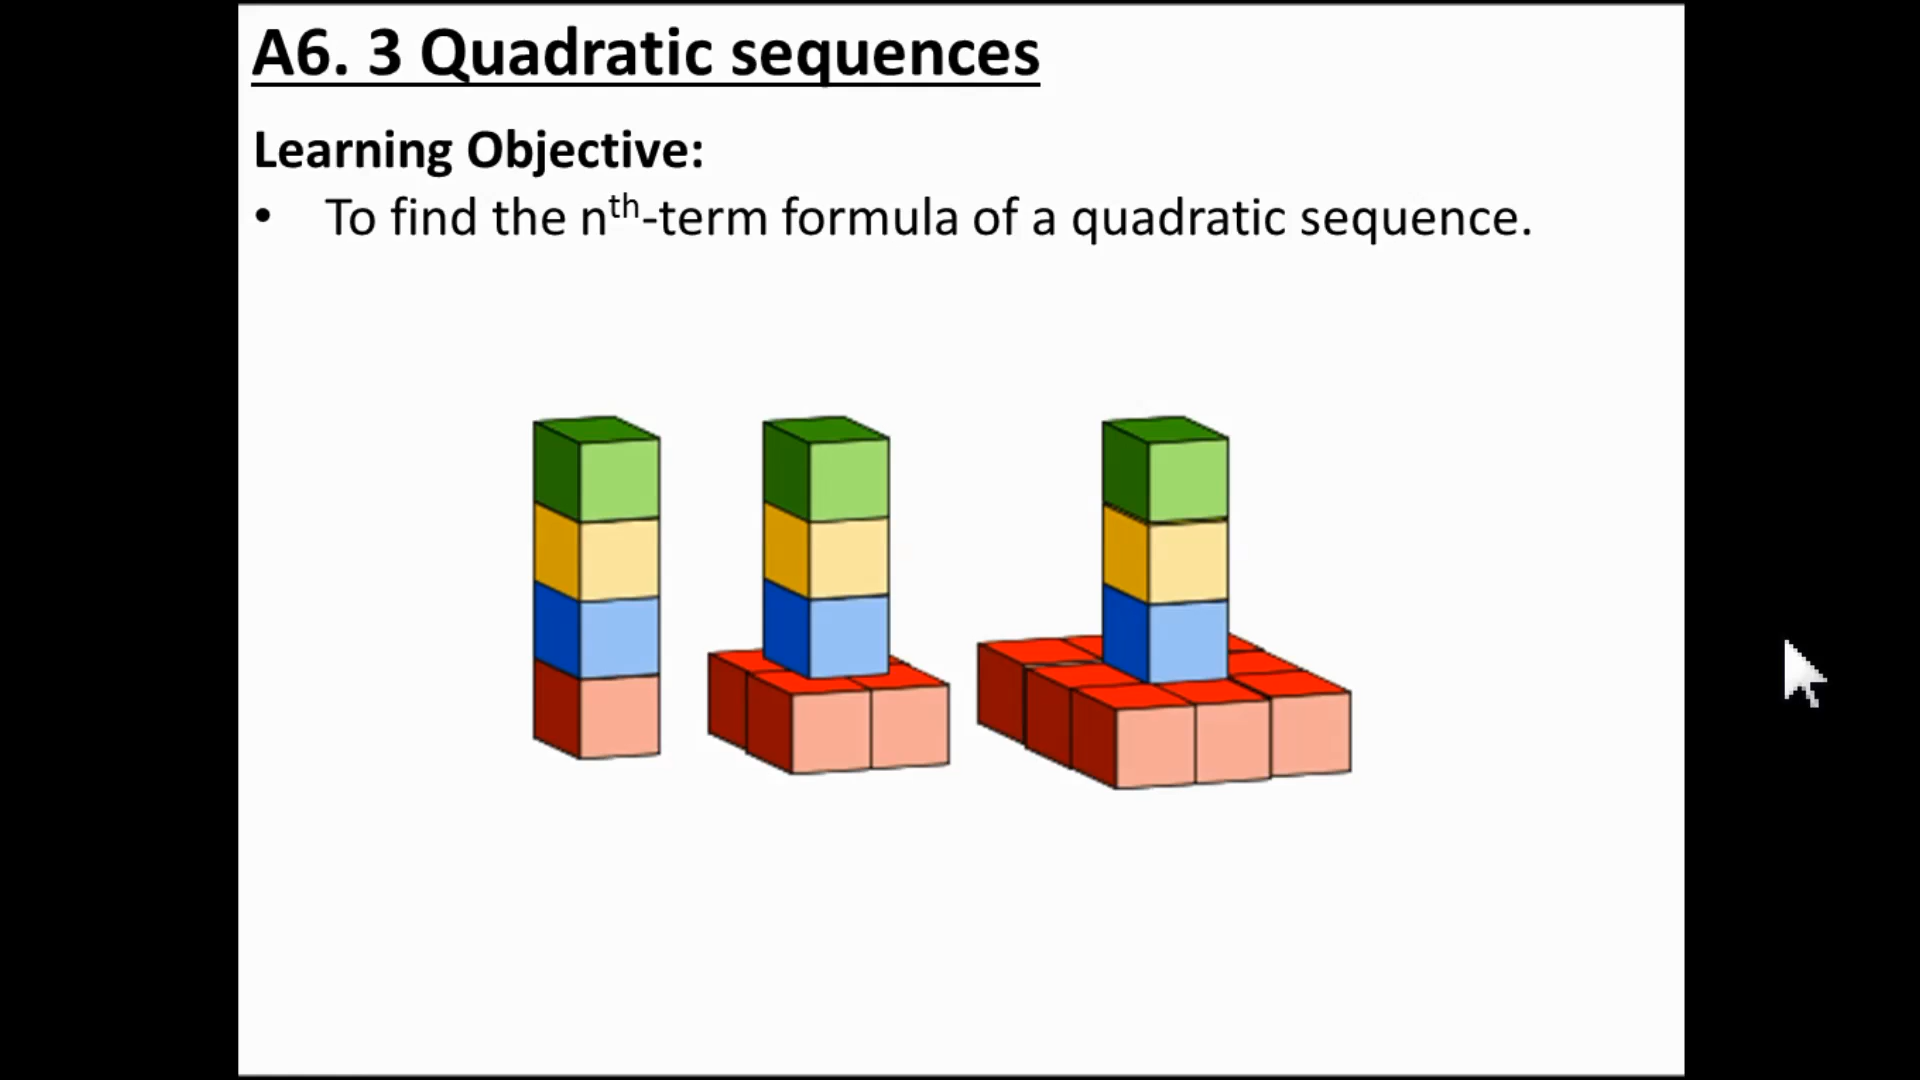 A6. 3 Quadratic sequences
Learning Objective:
• To find the nth-term formula of a quadratic sequence.